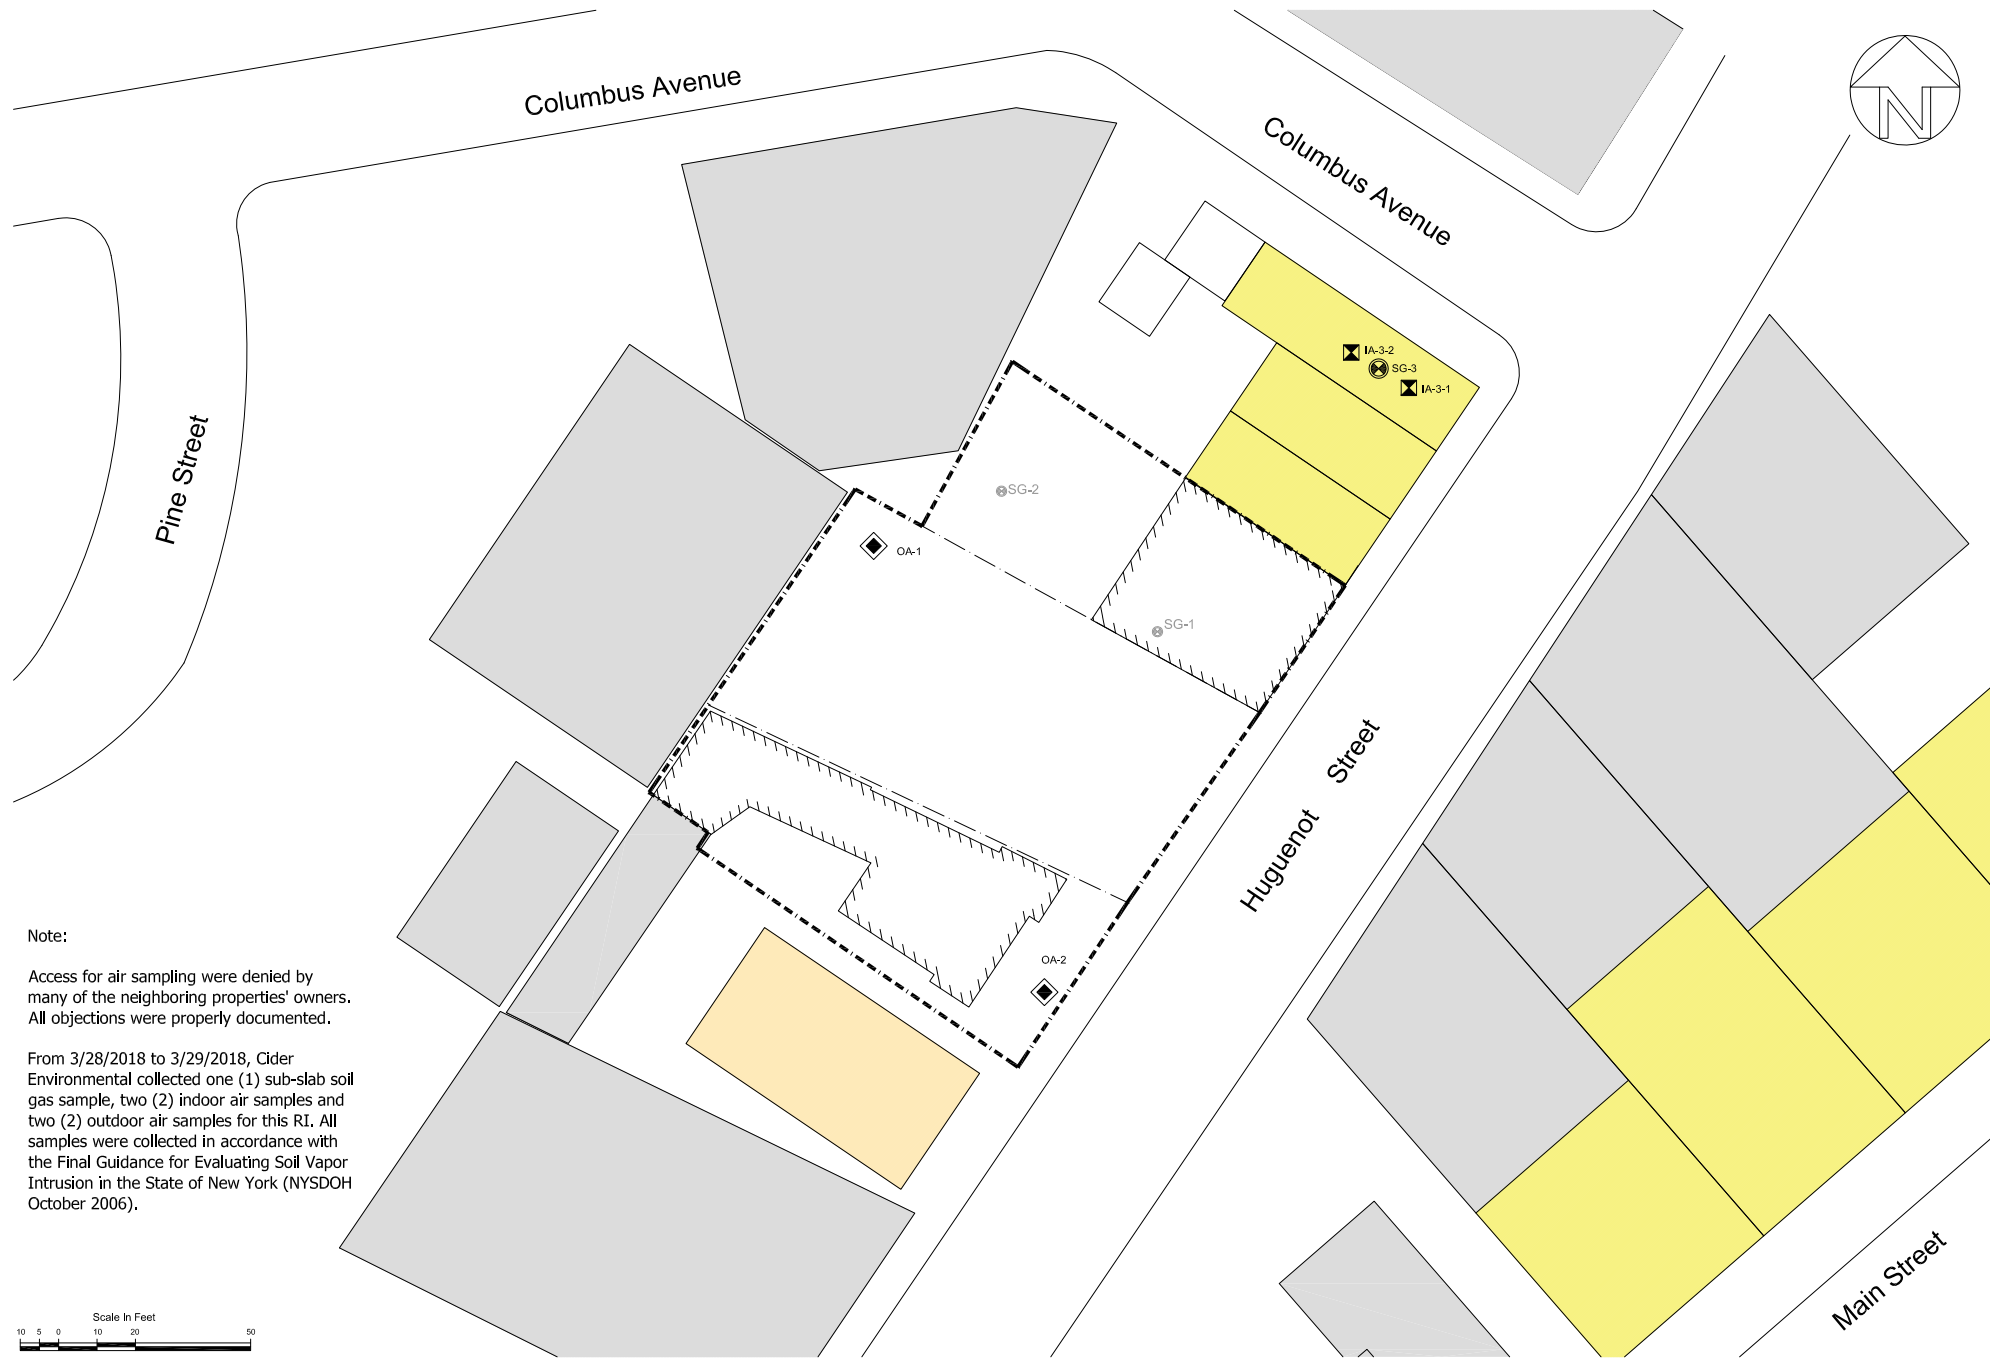 Columbus Avenue
Columbus Avenue
N
IA-3-2
SG-3
IA-3-1
Pine Street
SG-2
OA-1
SG-1
Huguenot Street
OA-2
Note:
Access for air sampling were denied by
many of the neighboring properties' owners.
All objections were properly documented.
From 3/28/2018 to 3/29/2018, Cider
Environmental collected one (1) sub-slab soil
gas sample, two (2) indoor air samples and
two (2) outdoor air samples for this RI. All
samples were collected in accordance with
the Final Guidance for Evaluating Soil Vapor
Intrusion in the State of New York (NYSDOH
October 2006).
Main Street
Scale In Feet
10 5 0 10 20 50